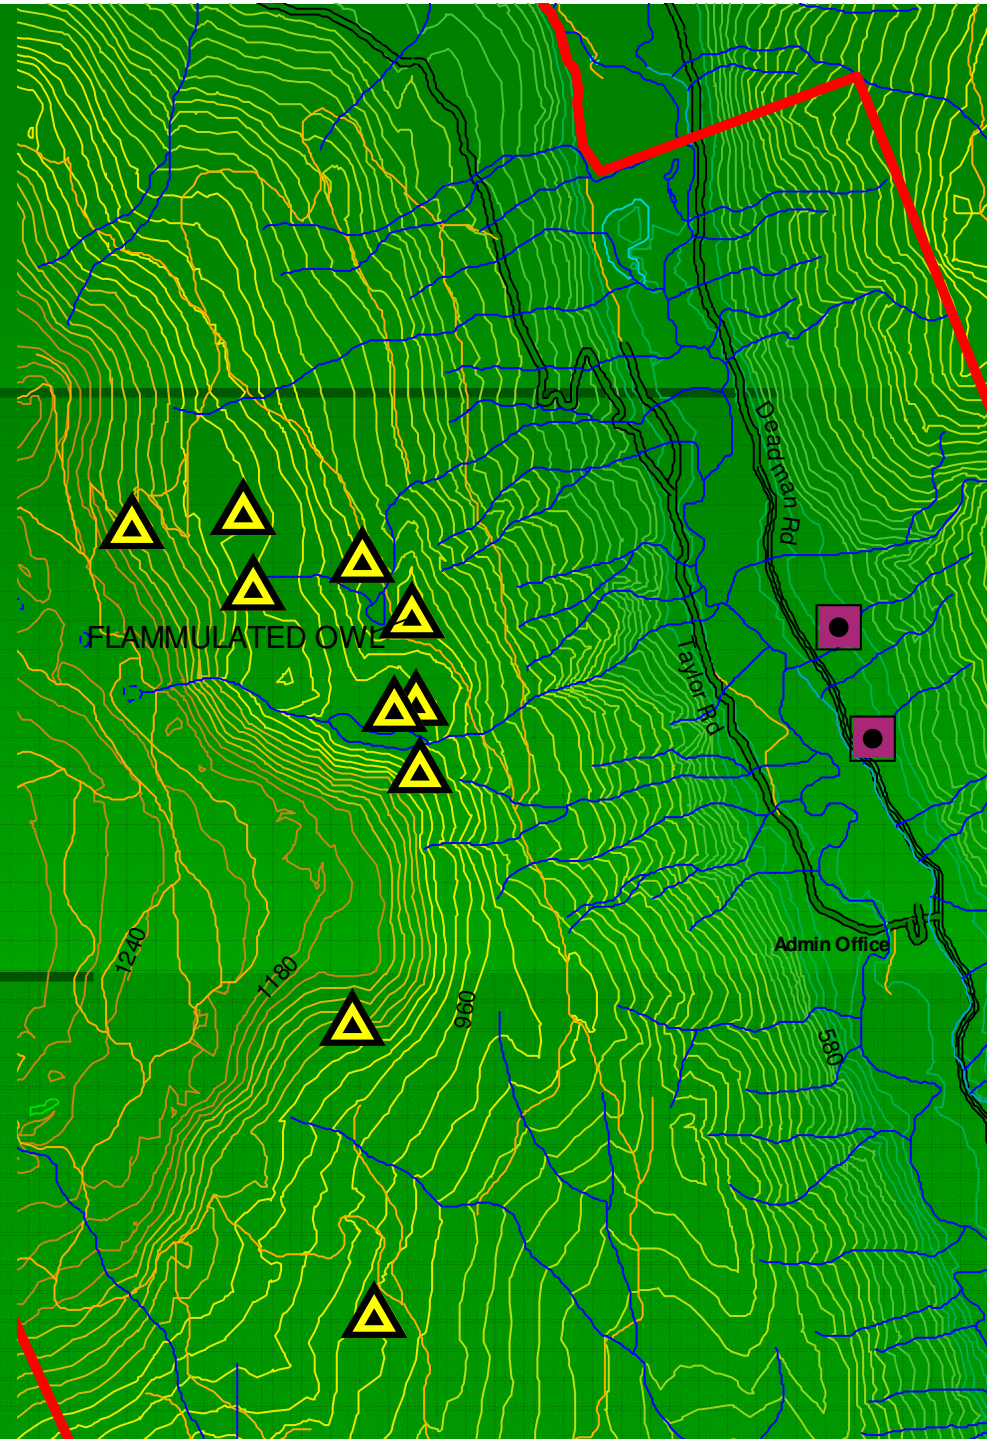 Deadman Rd
FLAMMULATED OWL
Taylor Rd
Admin Office
1240
1180
960
580